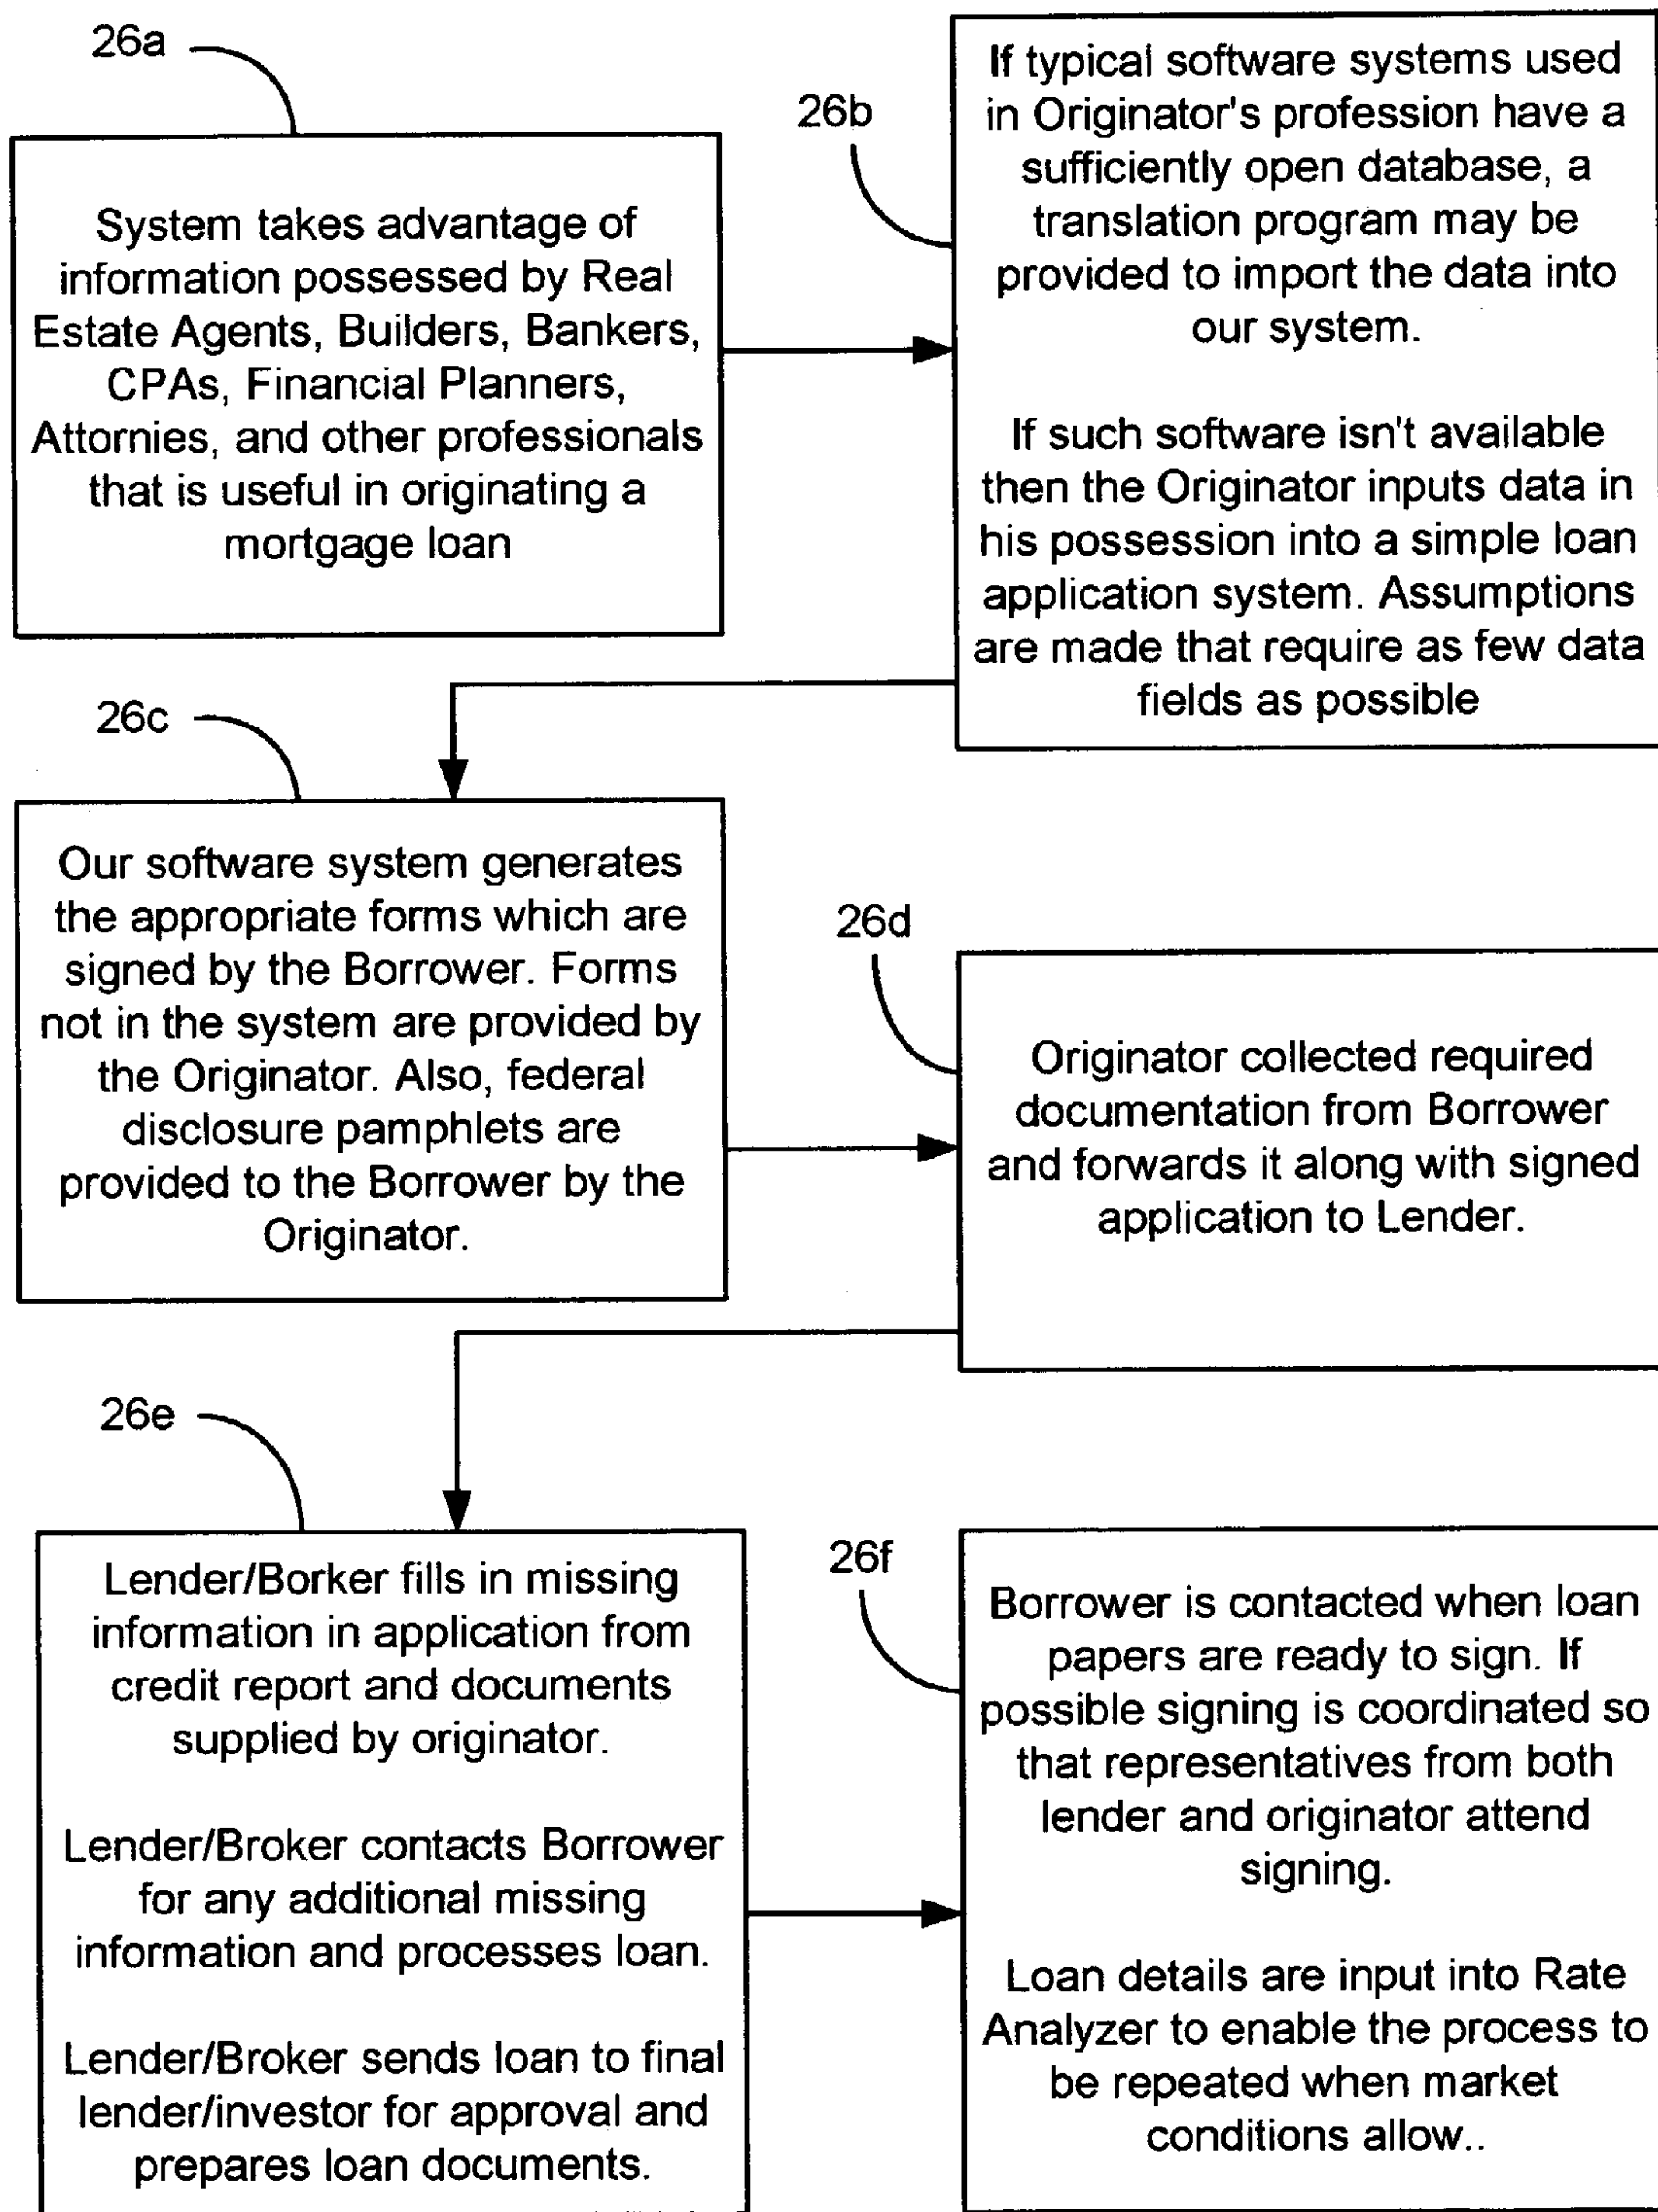 26a
System takes advantage of
information possessed by Real
Estate Agents, Builders, Bankers,
CPAs, Financial Planners,
Attornies, and other professionals
that is useful in originating a
mortgage loan
26b
If typical software systems used
in Originator's profession have a
sufficiently open database, a
translation program may be
provided to import the data into
our system.
If such software isn't available
then the Originator inputs data in
his possession into a simple loan
application system. Assumptions
are made that require as few data
fields as possible
26c
Our software system generates
the appropriate forms which are
signed by the Borrower. Forms
not in the system are provided by
the Originator. Also, federal
disclosure pamphlets are
provided to the Borrower by the
Originator.
26d
Originator collected required
documentation from Borrower
and forwards it along with signed
application to Lender.
26e
Lender/Borker fills in missing
information in application from
credit report and documents
supplied by originator.
Lender/Broker contacts Borrower
for any additional missing
information and processes loan.
Lender/Broker sends loan to final
lender/investor for approval and
prepares loan documents.
26f
Borrower is contacted when loan
papers are ready to sign. If
possible signing is coordinated so
that representatives from both
lender and originator attend
signing.
Loan details are input into Rate
Analyzer to enable the process to
be repeated when market
conditions allow..